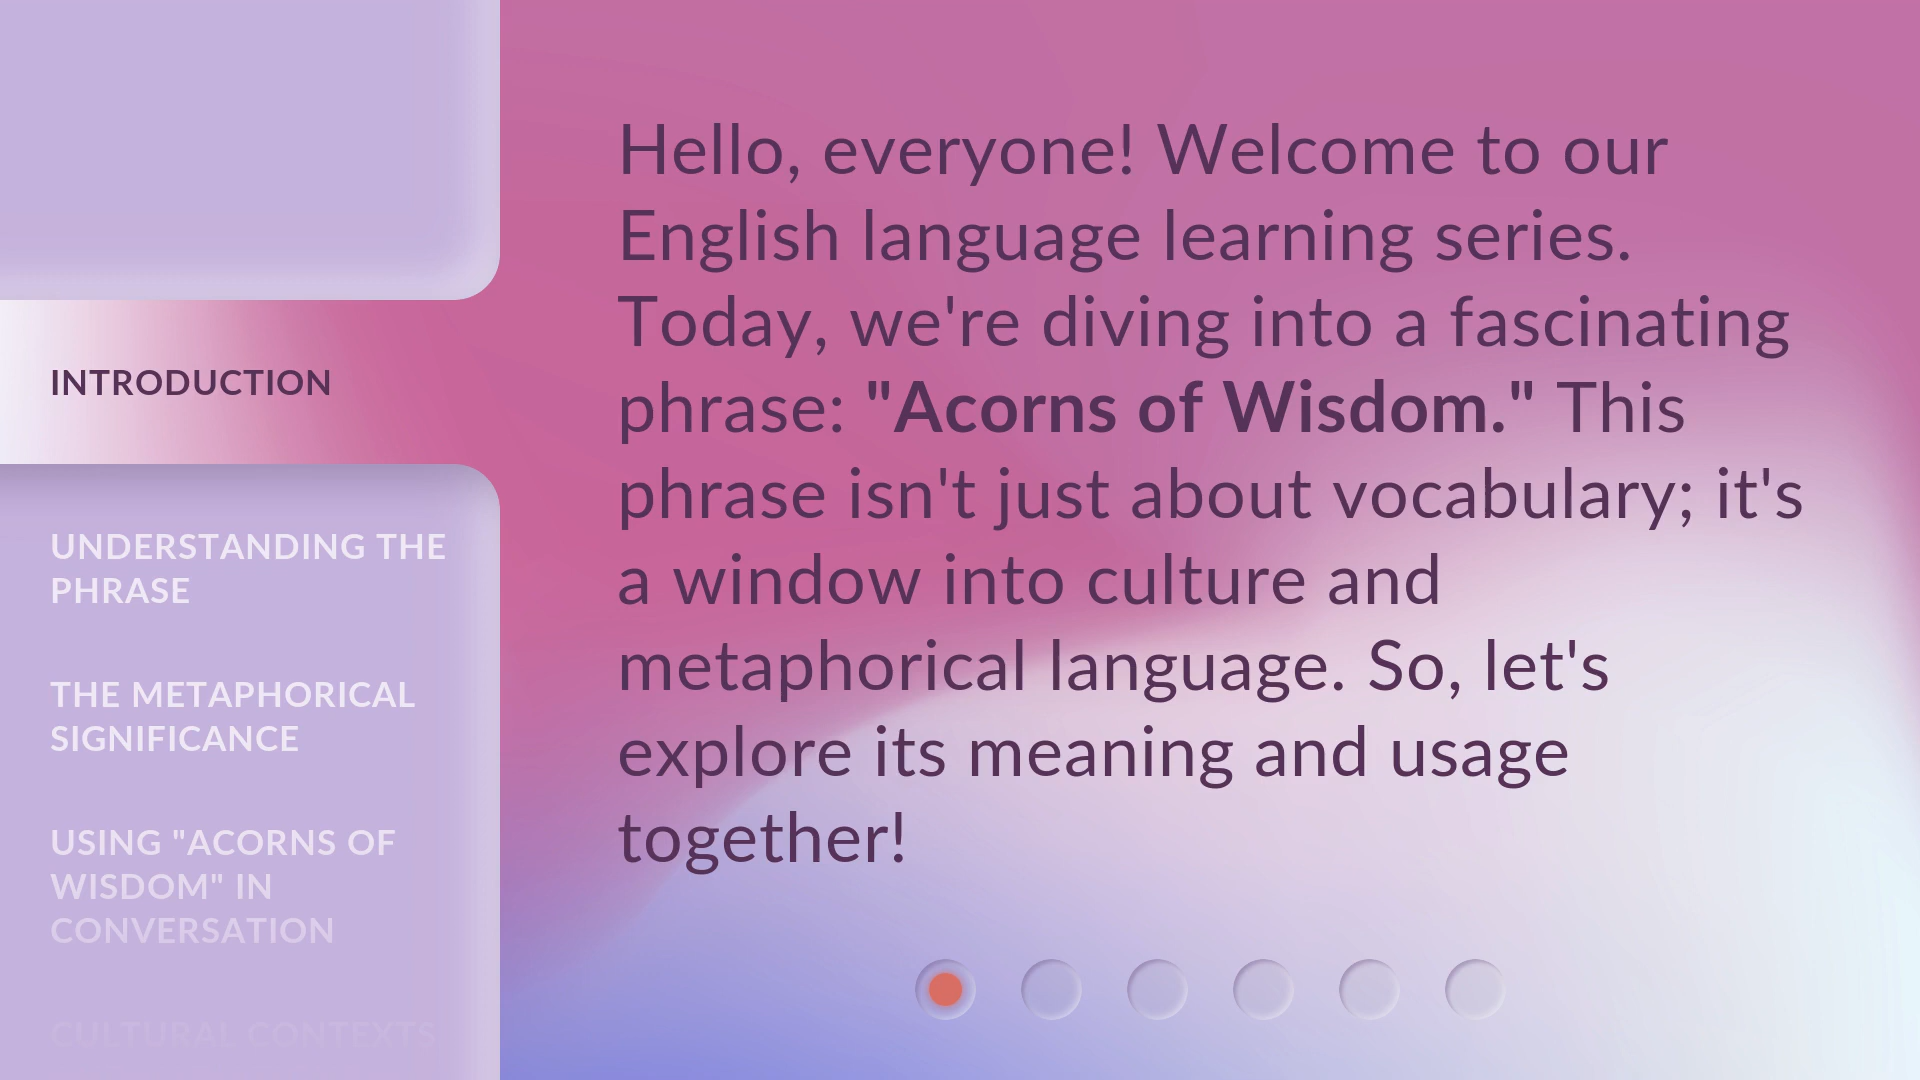 INTRODUCTION
UNDERSTANDING THE
PHRASE
THE METAPHORICAL
SIGNIFICANCE
USING "ACORNS OF
WISDOM" IN
CONVERSATION
CULTURAL CONTEXTS
Hello, everyone! Welcome to our
English language learning series.
Today, we're diving into a fascinating
phrase: "Acorns of Wisdom." This
phrase isn't just about vocabulary; it's
a window into culture and
metaphorical language. So, let's
explore its meaning and usage
together!